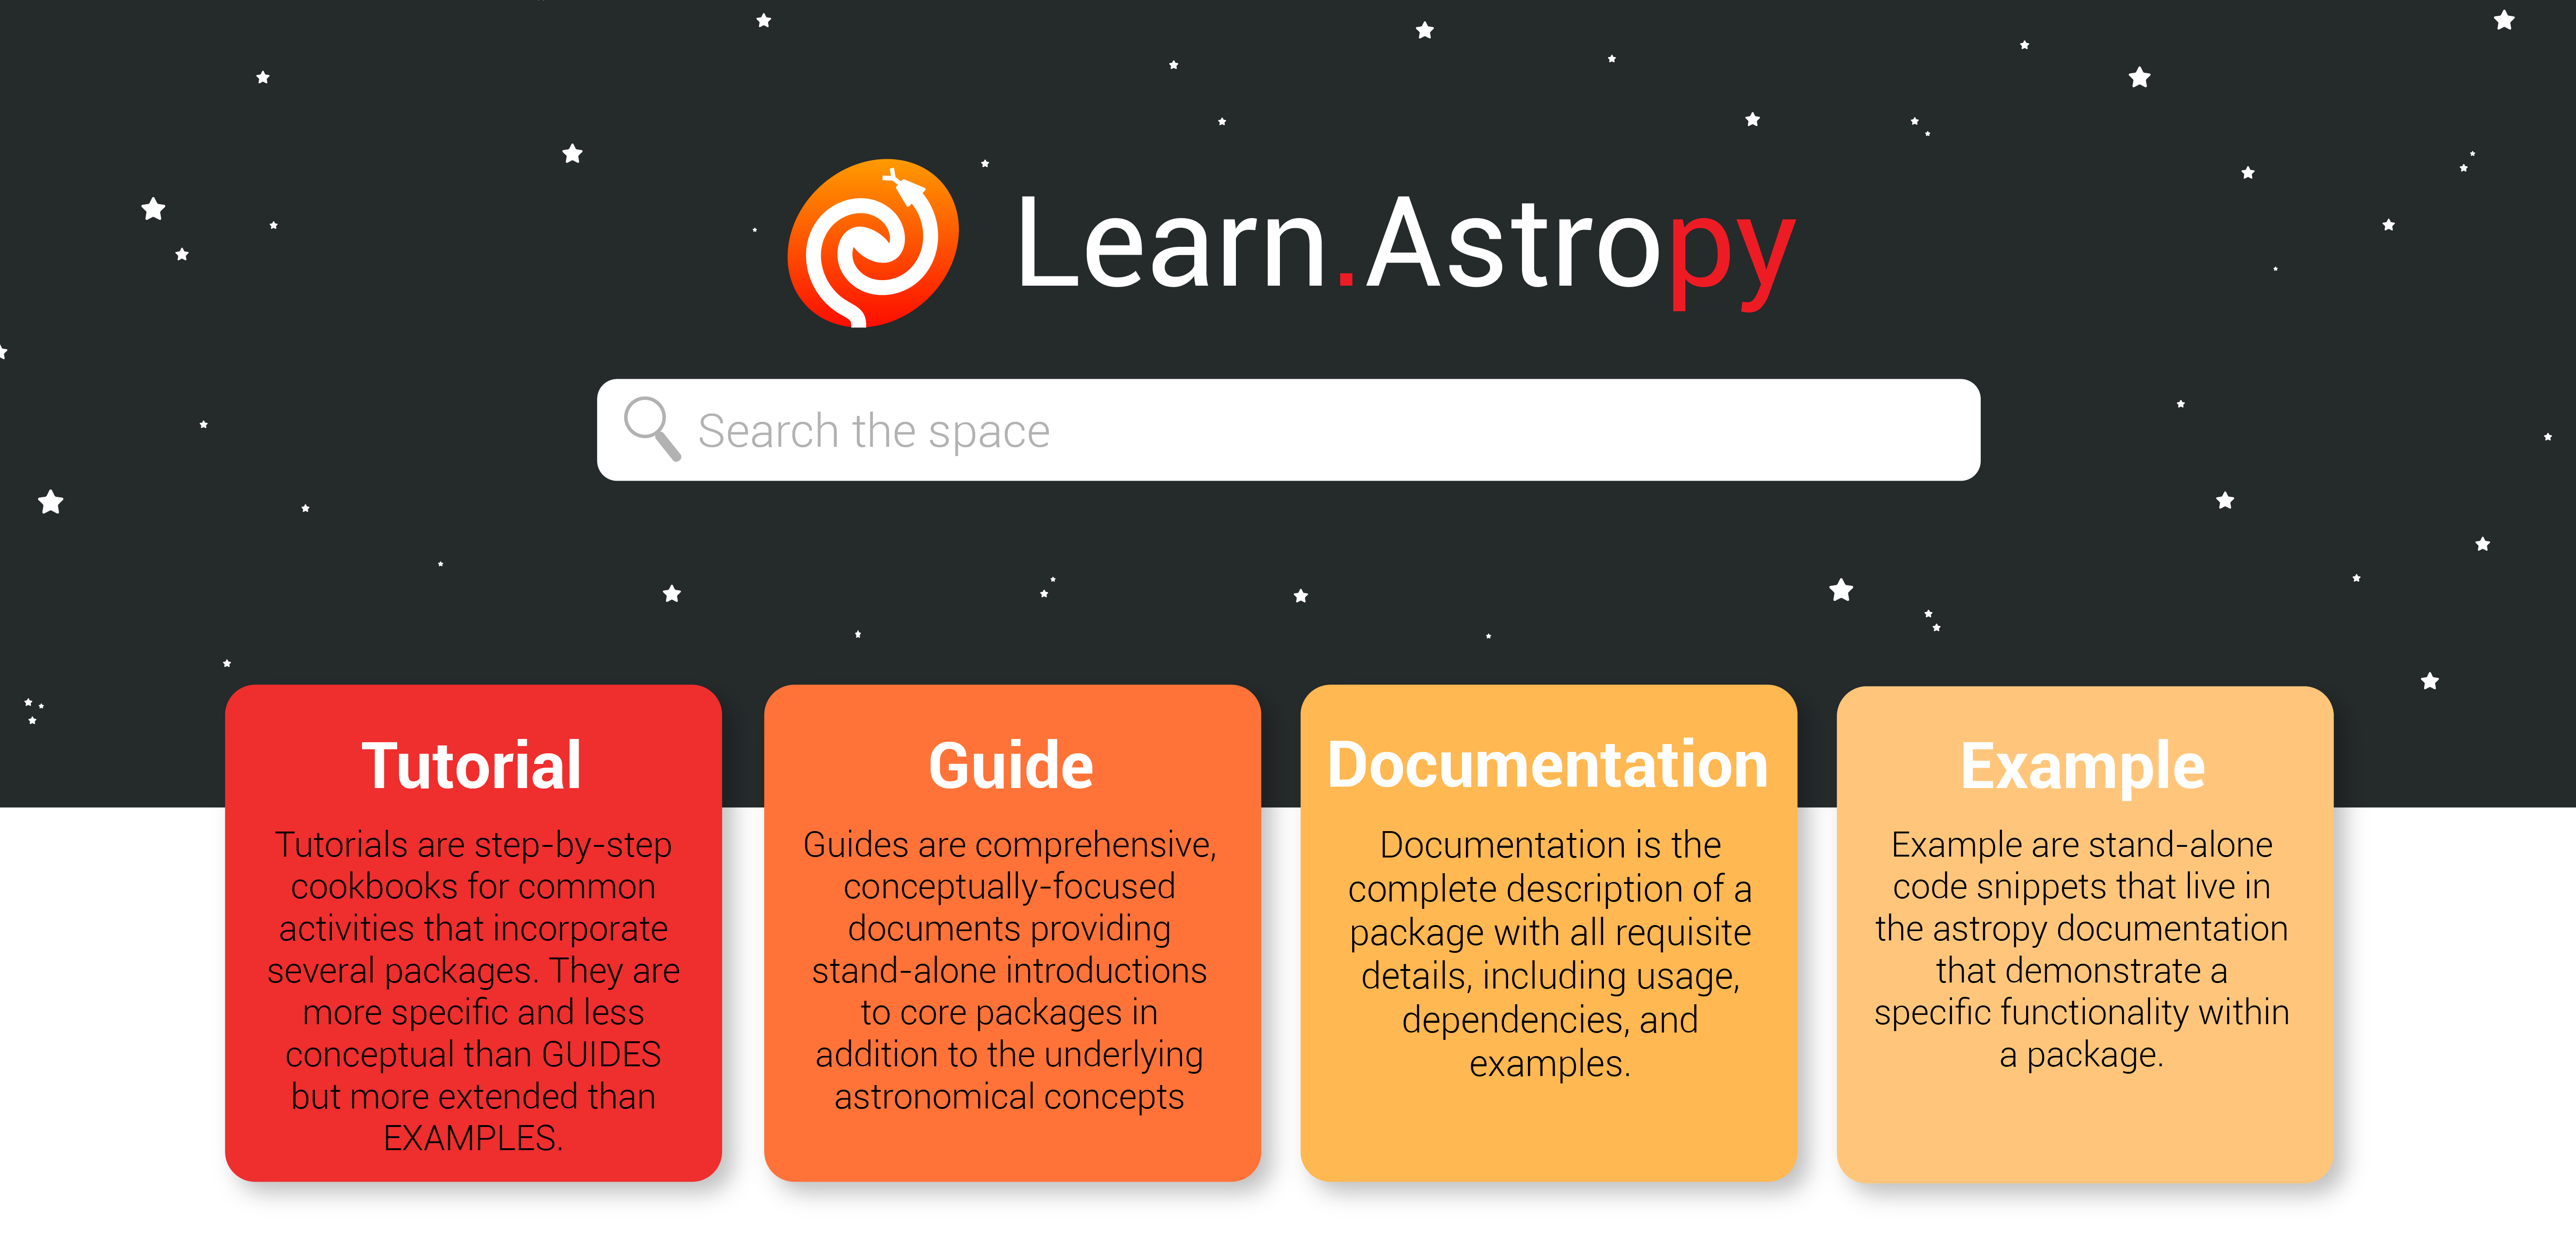 Learn.Astropy
Search the space
Tutorial
Tutorials are step-by-step
cookbooks for common
activities that incorporate
several packages. They are
more specific and less
conceptual than GUIDES
but more extended than
EXAMPLES.
Guide
Guides are comprehensive,
conceptually-focused
documents providing
stand-alone introductions
to core packages in
addition to the underlying
astronomical concepts
Documentation
Documentation is the
complete description of a
package with all requisite
details, including usage,
dependencies, and
examples.
Example
Example are stand-alone
code snippets that live in
the astropy documentation
that demonstrate a
specific functionality within
a package.